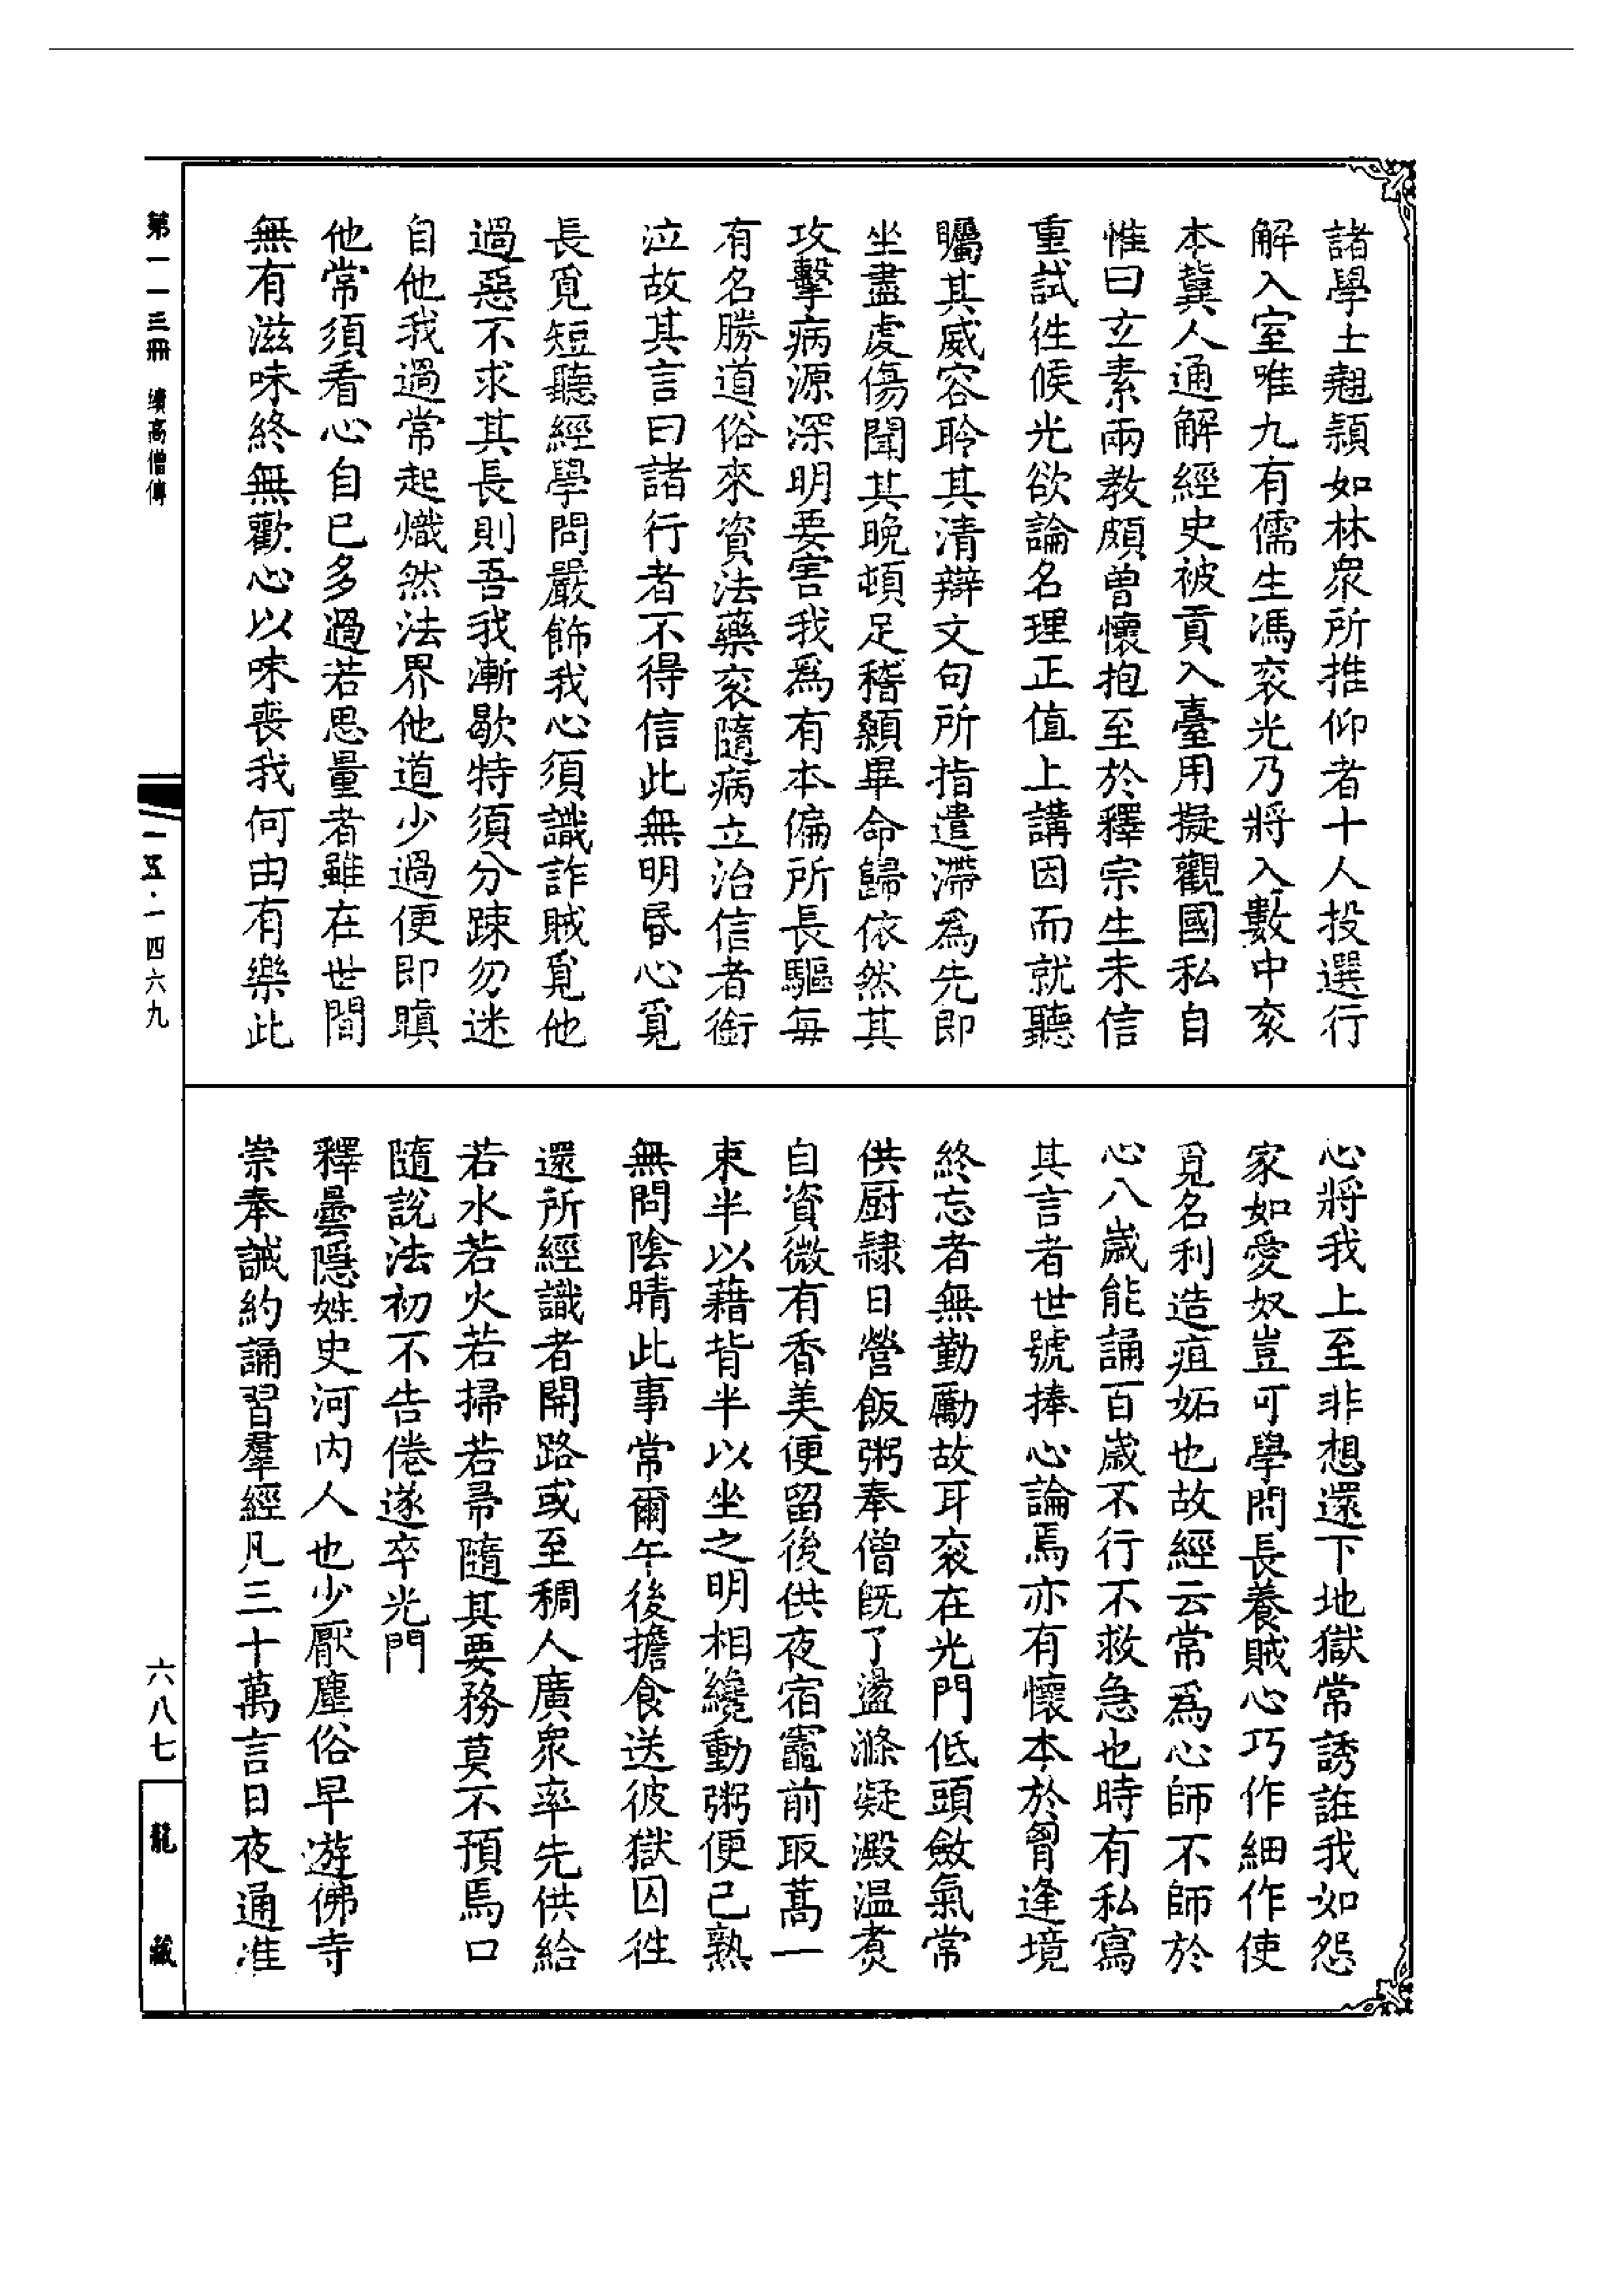 諸學士翹頴如林衆所推仰者十人投選行
解入室唯九有儒生馮衮光乃將入數中衮
本冀人通解經史被貢入臺用擬觀國私自
惟曰玄素兩教頗曾懷抱至於釋宗生未信
重試徃候光欲論名理正值上講因而就聽
矚其威容聆其清辯文句所指遣滯爲先即
坐盡處傷聞其晚頓足稽顙畢命歸依然其
攻擊病源深明要害我爲有本偏所長驅每
有名勝道俗來資法藥衮隨病立治信者銜
泣故其言曰諸行者不得信此無明昬心覓
長覓短聽經學問嚴飾我心須識詐賊覓他
過惡不求其長則吾我漸歇特須分踈勿迷
自他我過常起熾然法界他道少過便即瞋
他常須看心自已多過若思量者雖在世間
無有滋味終無歡心以味喪我何由有樂此
心將我上至非想還下地獄常誘誑我如怨
家如愛奴豈可學問長養賊心巧作細作使
覓名利造疽妬也故經云常爲心師不師於
心八歲能誦百歲不行不救急也時有私寫
其言者世號捧心論焉亦有懷本於胷逢境
終忘者無勤勵故耳衮在光門低頭斂氣常
供厨隸日營飯粥奉僧旣了盪滌凝澱温煑
自資微有香美便留後供夜宿竈前取蒿一
束半以藉背半以坐之明相纔動粥便已熟
無問陰晴此事常爾午後擔食送彼獄囚徃
還所經識者開路或至稠人廣衆率先供給
若水若火若掃若帚隨其要務莫不預焉口
隨說法初不告倦遂卒光門
釋曇隱姓史河內人也少厭塵俗早遊佛寺
崇奉誠約誦習羣經凡三十萬言日夜通准
第一一三冊 續高僧傳
一五·一四六九
六八七
龍藏